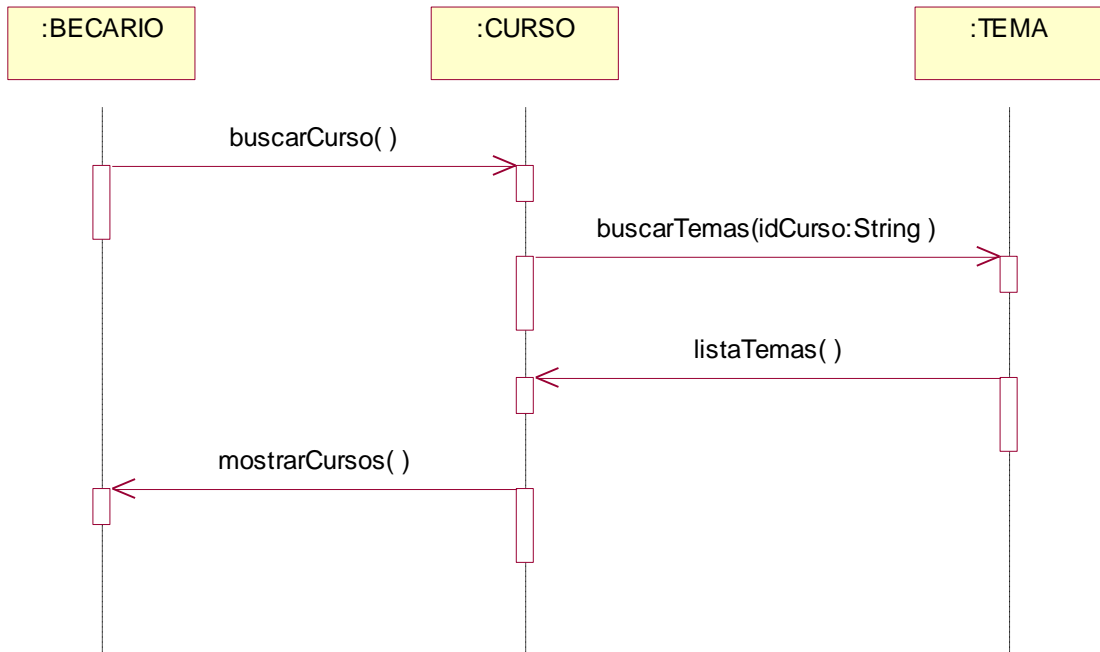 :BECARIO
:CURSO
:TEMA
buscarCurso( )
buscarTemas(idCurso:String )
listaTemas( )
mostrarCursos( )